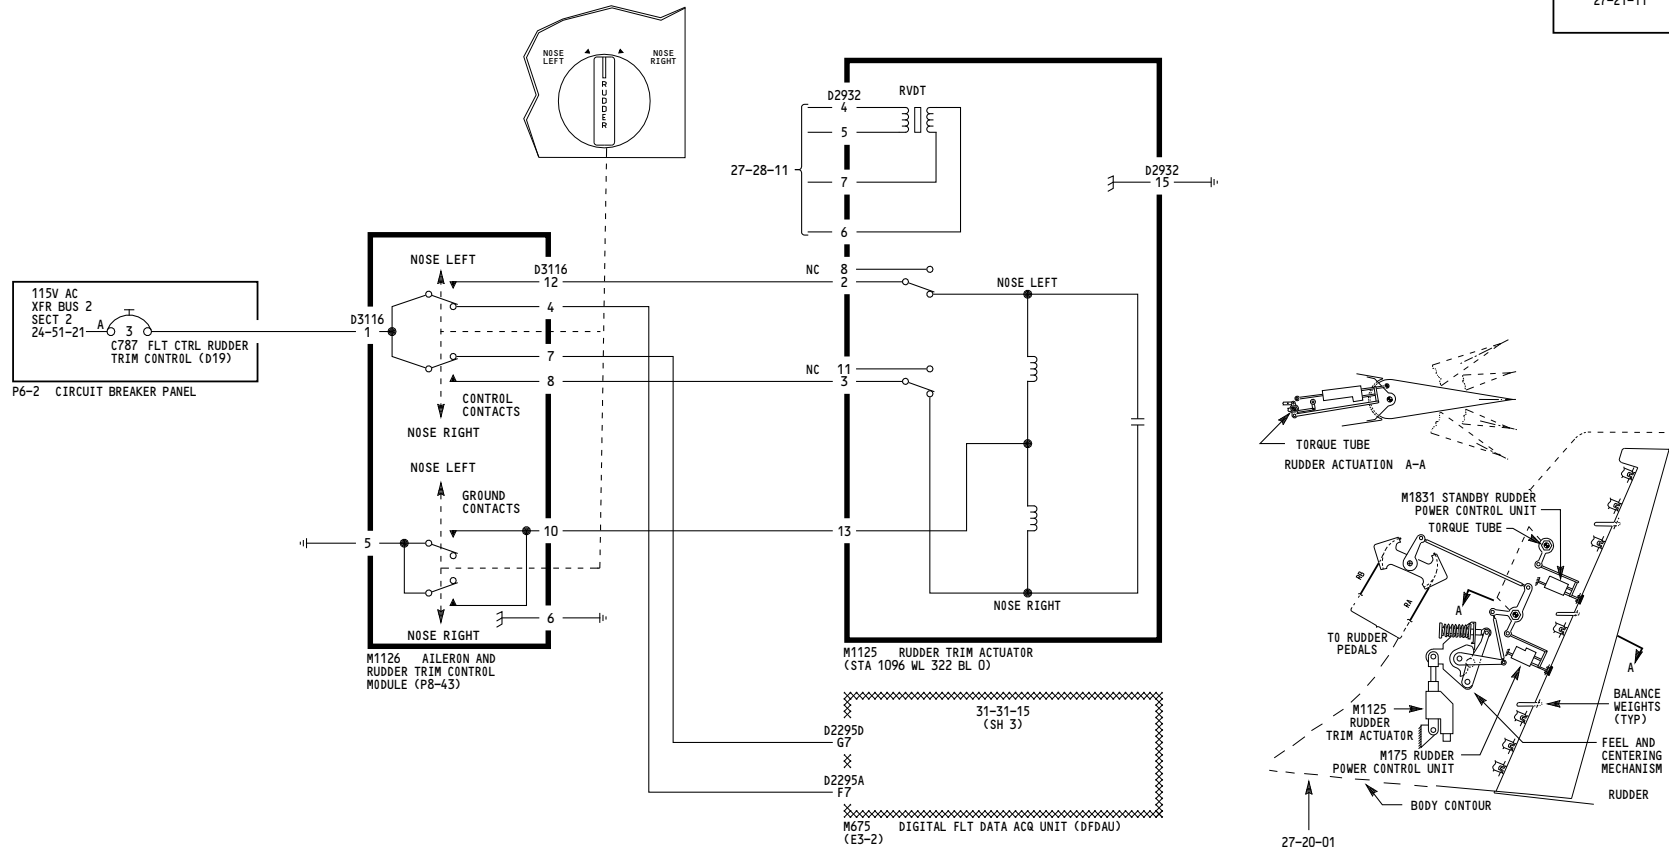 27-21-11
NOSE
LEFT
NOSE
RIGHT
RUDDER
115V AC
XFR BUS 2
SECT 2
24-51-21
A
3
C787 FLT CTRL RUDDER
TRIM CONTROL (D19)
P6-2 CIRCUIT BREAKER PANEL
D3116
1
NOSE LEFT
D3116
12
4
7
8
CONTROL
CONTACTS
NOSE RIGHT
NOSE LEFT
GROUND
CONTACTS
10
5
6
NOSE RIGHT
M1126 AILERON AND
RUDDER TRIM CONTROL
MODULE (P8-43)
D2932
4
RVDT
5
27-28-11
7
6
D2932
15
NC 8
2
NOSE LEFT
NC 11
3
13
NOSE RIGHT
M1125 RUDDER TRIM ACTUATOR
(STA 1096 WL 322 BL 0)
31-31-15
(SH 3)
D2295D
G7
D2295A
F7
M675 DIGITAL FLT DATA ACQ UNIT (DFDAU)
(E3-2)
TORQUE TUBE
RUDDER ACTUATION A-A
M1831 STANDBY RUDDER
POWER CONTROL UNIT
TORQUE TUBE
RB
RA
A
TO RUDDER
PEDALS
A
M1125
RUDDER
TRIM ACTUATOR
BALANCE
WEIGHTS
(TYP)
M175 RUDDER
POWER CONTROL UNIT
FEEL AND
CENTERING
MECHANISM
RUDDER
BODY CONTOUR
27-20-01